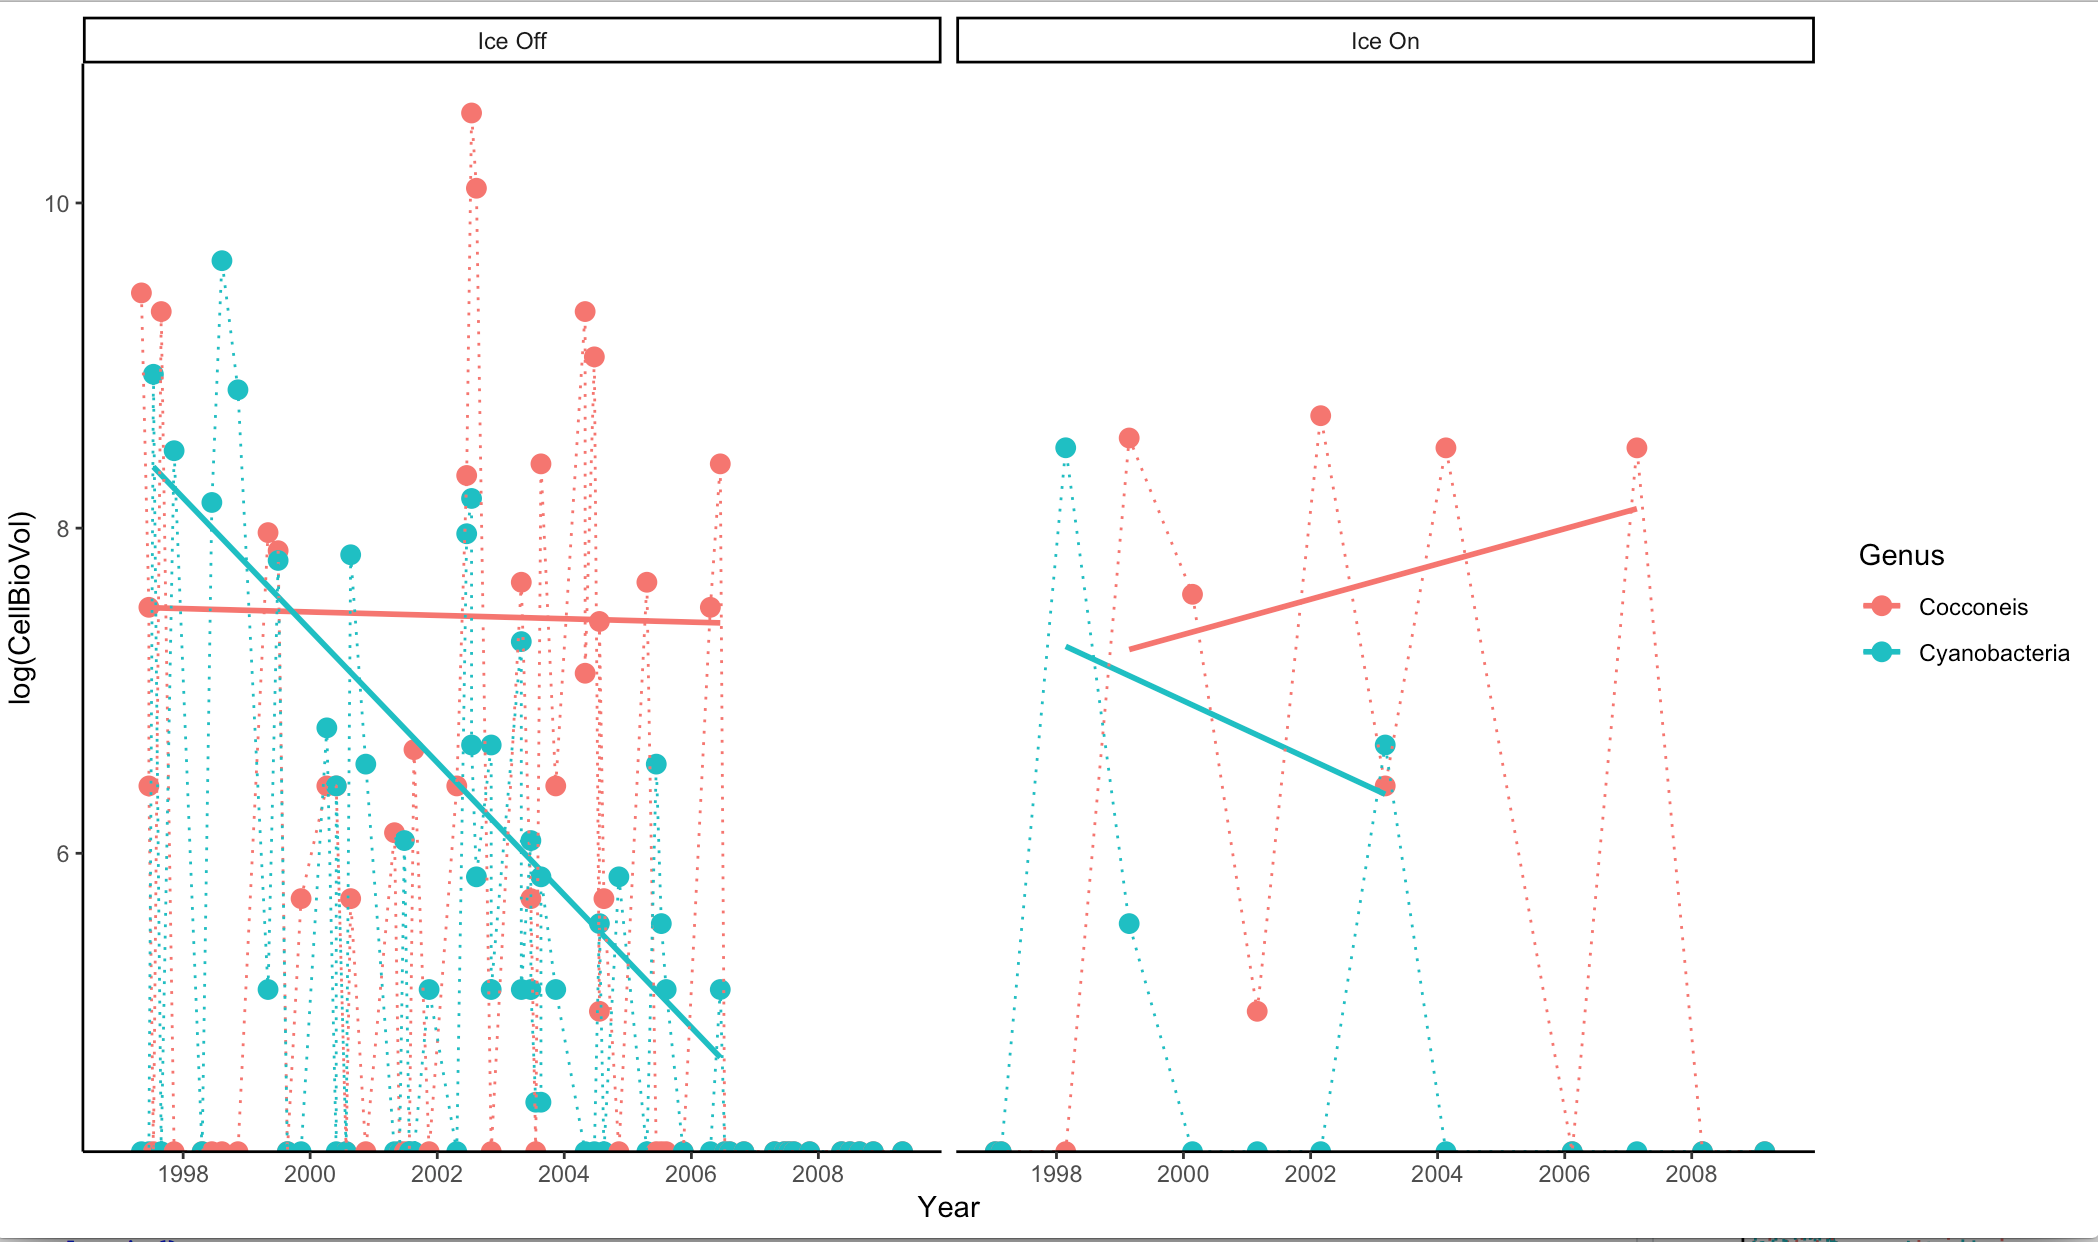 Ice Off
Ice On
10
8
6
log(CellBioVol)
1998 2000 2002 2004 2006 2008
1998 2000 2002 2004 2006 2008
Year
Genus
Cocconeis
Cyanobacteria